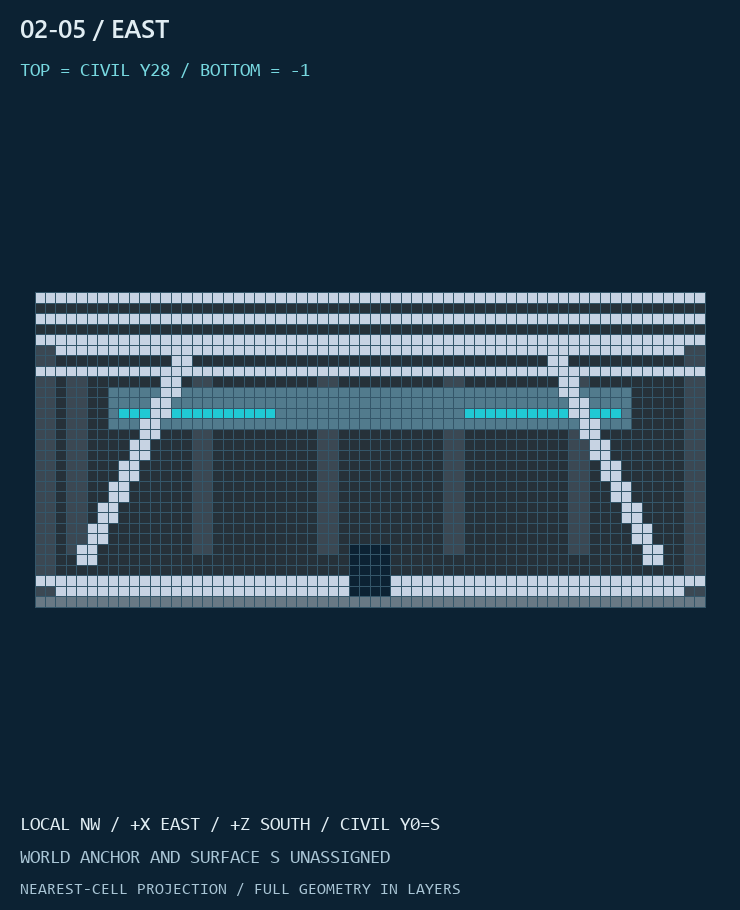 02-05 / EAST
TOP = CIVIL Y28 / BOTTOM = -1
LOCAL NW / +X EAST / +Z SOUTH / CIVIL Y0=S
WORLD ANCHOR AND SURFACE S UNASSIGNED
NEAREST-CELL PROJECTION / FULL GEOMETRY IN LAYERS